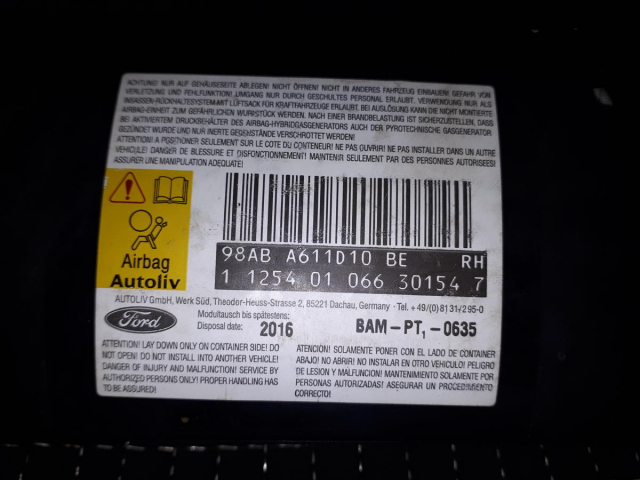 ACHTUNG! NUR AUF GEHÄUSESEITE ABLEGEN! NICHT ÖFFNEN! NICHT IN ANDERES FAHRZEUG EINBAUEN! GEFAHR VON
VERLETZUNG UND FEHLFUNKTION! UMGANG NUR DURCH GESCHULTES PERSONAL ERLAUBT. VERWENDUNG NUR ALS
INSASSEN-RÜCKHALTESYSTEM MIT LUFTSACK FÜR KRAFTFAHRZEUGE ERLAUBT. BEI AUSLÖSUNG KANN DIE NICHT MONTIERTE
AIRBAG-EINHEIT ZUM GEFÄHRLICHEN WURFSTÜCK WERDEN. NACH EINER BRANDBELASTUNG IST SICHERZUSTELLEN, DASS
BEI AKTIVIERTEM DRUCKBEHÄLTER DES AIRBAG-HYBRIDGASGENERATORS AUCH DER PYROTECHNISCHE GASGENERATOR
GEZÜNDET WURDE UND NUR INERTE GEGENSTÄNDE VERSCHROTTET WERDEN!
ATTENTION! A POSITIONER SEULEMENT SUR LE COTE DU CONTENEUR! NE PAS OUVRIR! NE PAS INSTALLER DANS UN AUTRE
VEHICULE! DANGER DE BLESSURE ET DISFONCTIONNEMENT! MAINTENIR SEULEMENT PAR DES PERSONNES AUTORISEES!
ASSURER UNE MANIPULATION ADEQUATE!
Airbag
Autoliv
98AB A611D10 BE RH
1 1254 01 066 30154 7
AUTOLIV GmbH, Werk Süd, Theodor-Heuss-Strasse 2, 85221 Dachau, Germany - Tel. +49/(0) 8131/2 95-0
Ford
Modultausch bis spätestens:
Disposal date: 2016 BAM-PT₁-0635
ATTENTION! LAY DOWN ONLY ON CONTAINER SIDE! DO
NOT OPEN! DO NOT INSTALL INTO ANOTHER VEHICLE!
DANGER OF INJURY AND MALFUNCTION! SERVICE BY
AUTHORIZED PERSONS ONLY! PROPER HANDLING HAS
TO BE ENSURED!
ATENCIÓN! SOLAMENTE PONER CON EL LADO DE CONTAINER
ABAJO! NO ABRIR! NO INSTALAR EN OTRO VEHICULO! PELIGRO
DE LESION Y MALFUNCION! MANTENIMIENTO SOLAMENTE POR
PERSONAS AUTORIZADAS! ASEGURAR UN PROCEDIMIENTO
CORRECTO!